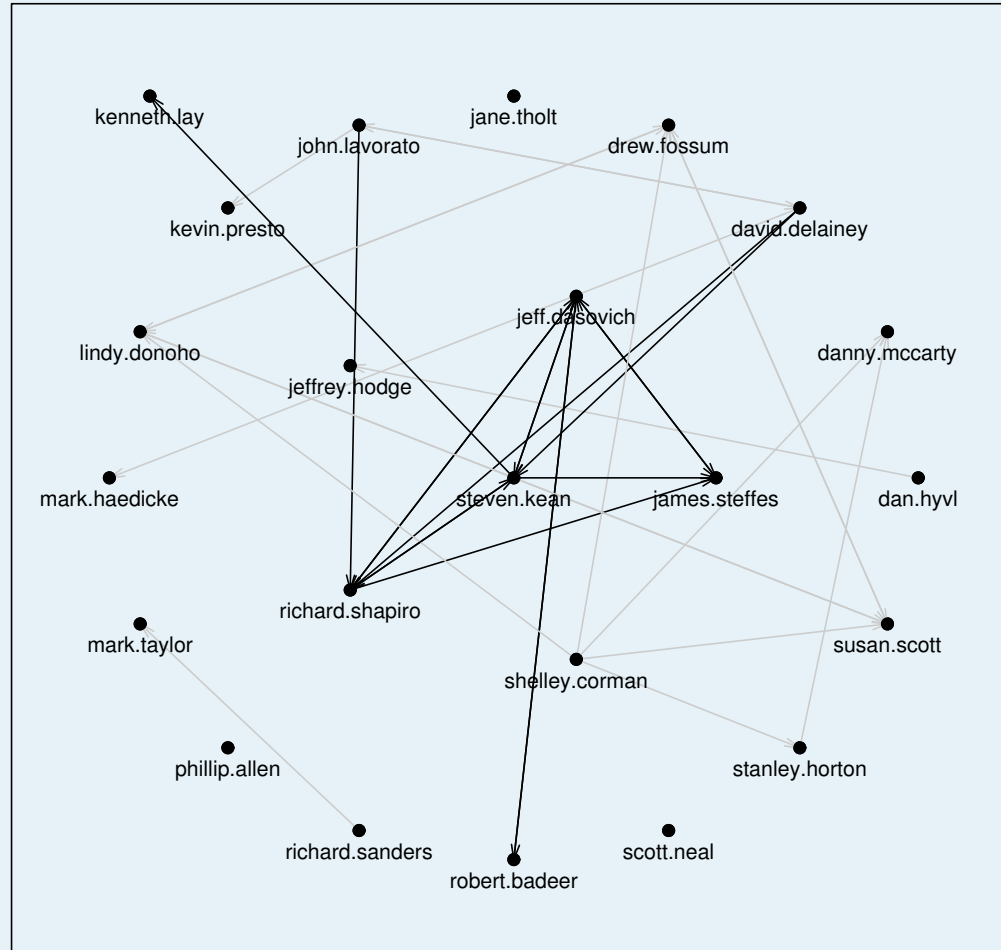 kenneth.lay
jane.tholt
john.lavorato
drew.fossum
kevin.presto
david.delainey
jeff.dasovich
lindy.donoho
danny.mccarty
jeffrey.hodge
mark.haedicke
steven.kean
james.steffes
dan.hyvl
richard.shapiro
mark.taylor
susan.scott
shelley.corman
phillip.allen
stanley.horton
richard.sanders
scott.neal
robert.badeer